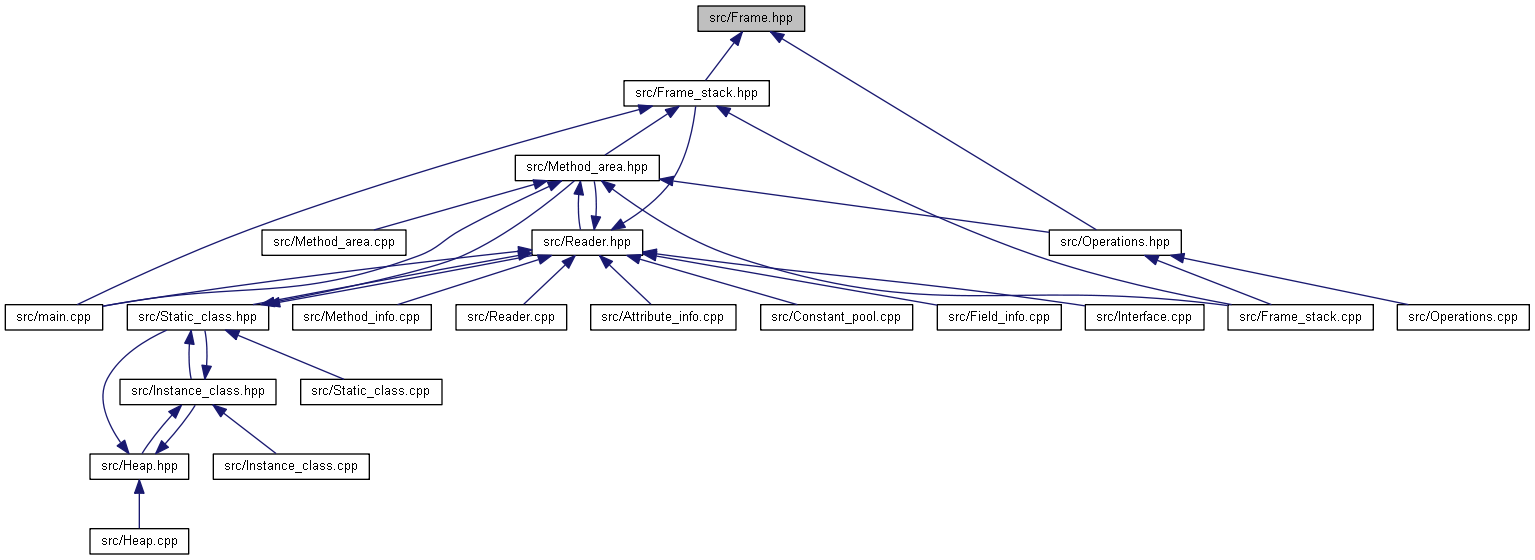 src/Frame.hpp
src/Frame_stack.hpp
src/Method_area.hpp
src/Method_area.cpp
src/Reader.hpp
src/Operations.hpp
src/main.cpp
src/Static_class.hpp
src/Method_info.cpp
src/Reader.cpp
src/Attribute_info.cpp
src/Constant_pool.cpp
src/Field_info.cpp
src/Interface.cpp
src/Frame_stack.cpp
src/Operations.cpp
src/Instance_class.hpp
src/Static_class.cpp
src/Heap.hpp
src/Instance_class.cpp
src/Heap.cpp